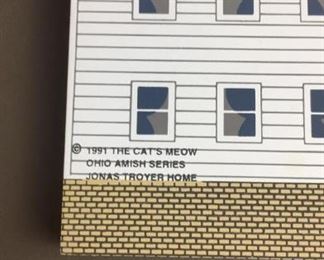 © 1991 THE CAT'S MEOW
OHIO AMISH SERIES
JONAS TROYER HOME